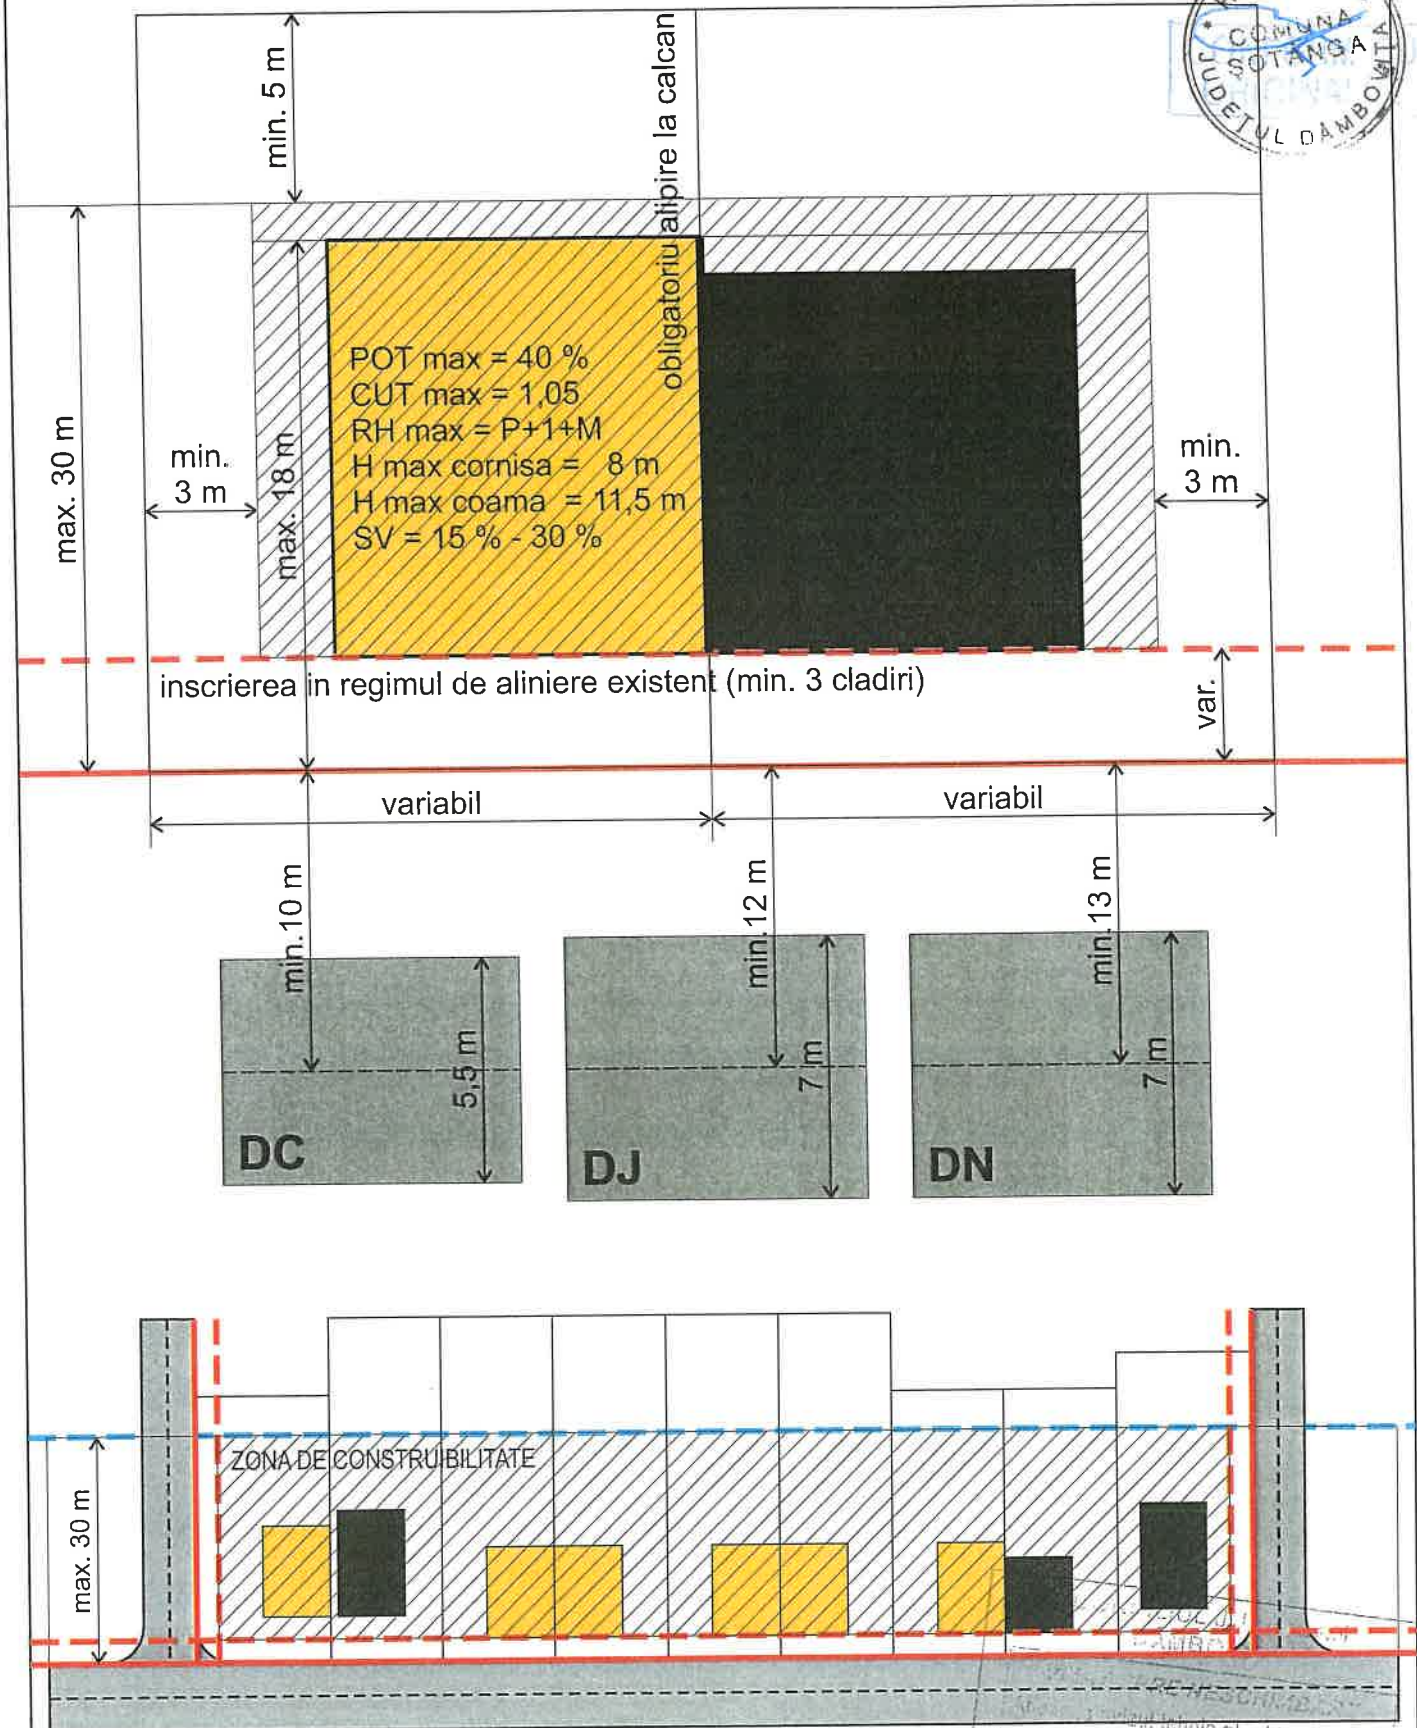 COMUNA
SOTANGA
JUDETUL DÂMBOVITA
min. 5 m
obligatoriu alipire la calcan
max. 30 m
POT max = 40 %
CUT max = 1,05
RH max = P+1+M
H max cornisa = 8 m
H max coama = 11,5 m
SV = 15 % - 30 %
min.
3 m
max. 18 m
min.
3 m
inscrierea in regimul de aliniere existent (min. 3 cladiri)
var.
variabil
variabil
min.10 m
min.12 m
min.13 m
5,5 m
7 m
7 m
DC
DJ
DN
ZONA DE CONSTRUIBILITATE
max. 30 m